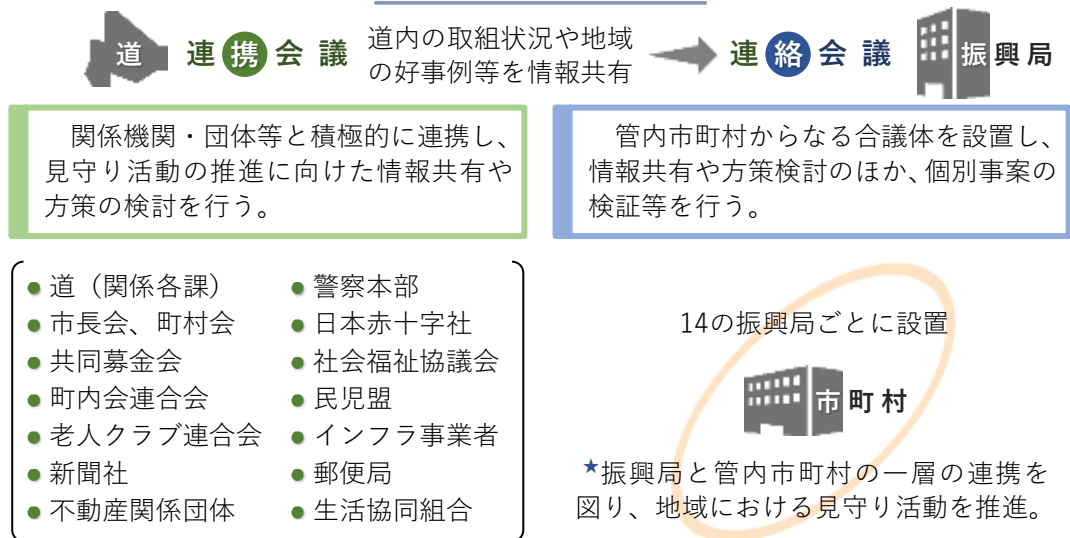 道 連携会議
道内の取組状況や地域
の好事例等を情報共有
連絡会議 振興局
関係機関・団体等と積極的に連携し、
見守り活動の推進に向けた情報共有や
方策の検討を行う。
管内市町村からなる合議体を設置し、
情報共有や方策検討のほか、個別事案の
検証等を行う。
● 道（関係各課）
● 市長会、町村会
● 共同募金会
● 町内会連合会
● 老人クラブ連合会
● 新聞社
● 不動産関係団体
● 警察本部
● 日本赤十字社
● 社会福祉協議会
● 民児盟
● インフラ事業者
● 郵便局
● 生活協同組合
14の振興局ごとに設置
市町村
★振興局と管内市町村の一層の連携を
図り、地域における見守り活動を推進。